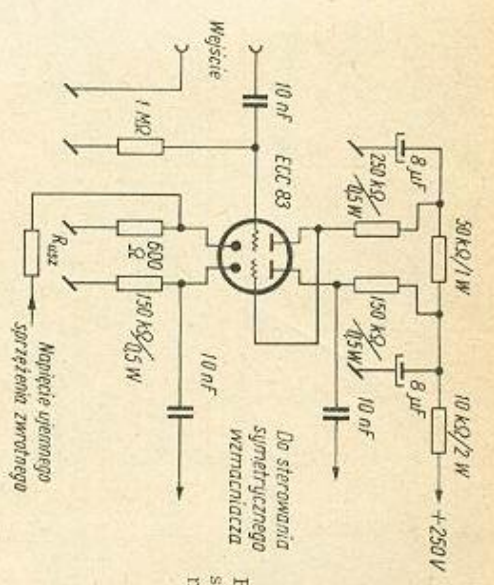 Wejście
10 nF
1 MΩ
ECC 83
8 µF
250 kΩ/
0,5 W
50 kΩ/1 W
150 kΩ/
0,5 W
8 µF
10 kΩ/2 W
+250V
10 nF
Rusz
600
Ω
150 kΩ/
0,5 W
10 nF
Do sterowania
symetrycznego
wzmacniacza
Napięcie ujemnego
sprzężenia zwrotnego